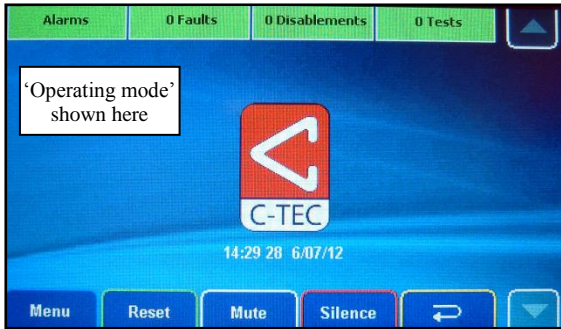 Alarms 0 Faults 0 Disablements 0 Tests
‘Operating mode’
shown here
C-TEC
14:29 28 6/07/12
Menu Reset Mute Silence